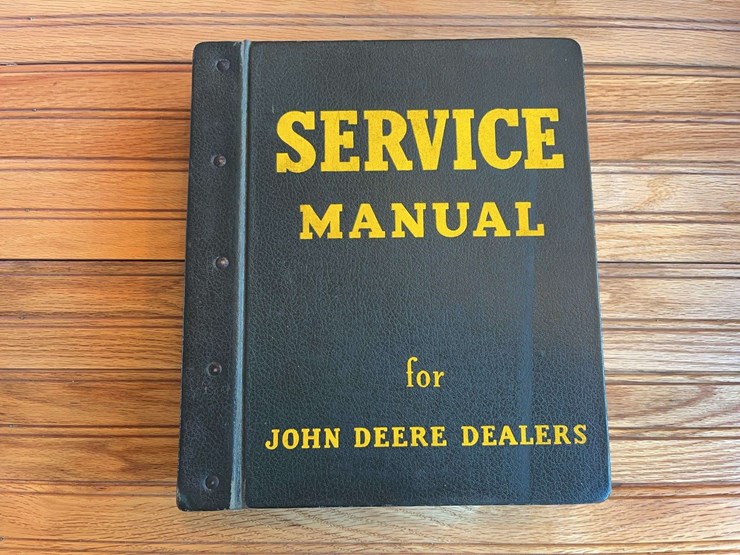 SERVICE
MANUAL
for
JOHN DEERE DEALERS